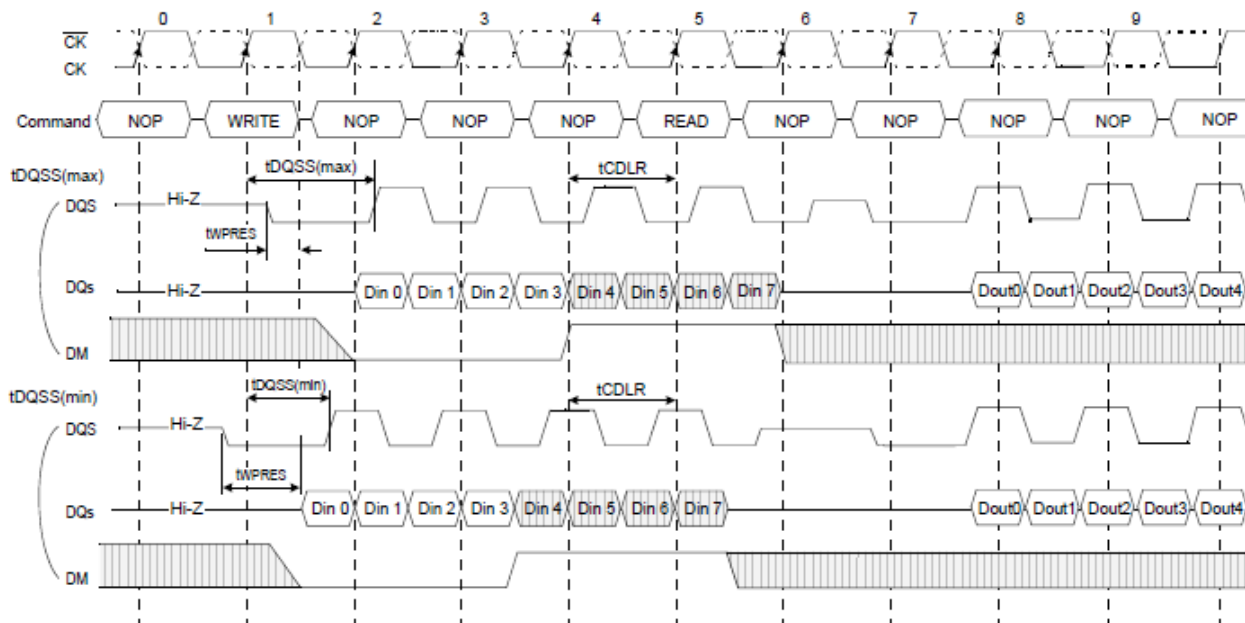 0 1 2 3 4 5 6 7 8 9
CK
CK
Command NOP WRITE NOP NOP NOP READ NOP NOP NOP NOP NOP
tDQSS(max) tCDLR
tDQSS(max)
DQS Hi-Z
tWPRES
DQs Hi-Z Din 0 Din 1 Din 2 Din 3 Din 4 Din 5 Din 6 Din 7 Dout0 Dout1 Dout2 Dout3 Dout4
DM
tDQSS(min) tCDLR
tDQSS(min)
DQS Hi-Z
tWPRES
DQs Hi-Z Din 0 Din 1 Din 2 Din 3 Din 4 Din 5 Din 6 Din 7 Dout0 Dout1 Dout2 Dout3 Dout4
DM